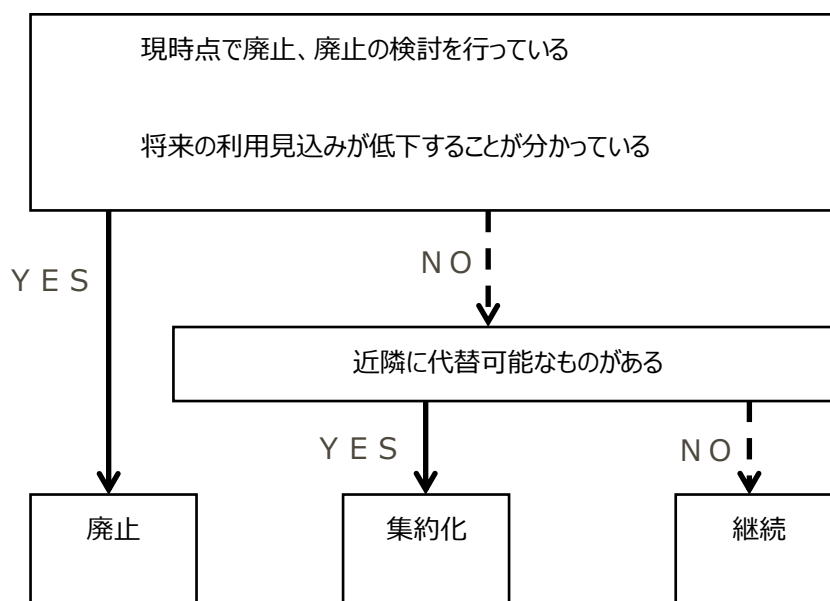 現時点で廃止、廃止の検討を行っている
将来の利用見込みが低下することが分かっている
YES
NO
近隣に代替可能なものがある
YES
NO
廃止
集約化
継続